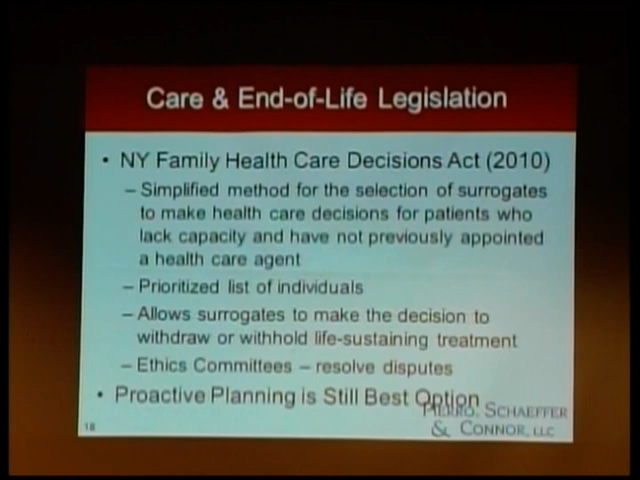 Care & End-of-Life Legislation
• NY Family Health Care Decisions Act (2010)
– Simplified method for the selection of surrogates
to make health care decisions for patients who
lack capacity and have not previously appointed
a health care agent
– Prioritized list of individuals
– Allows surrogates to make the decision to
withdraw or withhold life-sustaining treatment
– Ethics Committees – resolve disputes
• Proactive Planning is Still Best Option
PIERRO, SCHAEFFER
& CONNOR, LLC
18